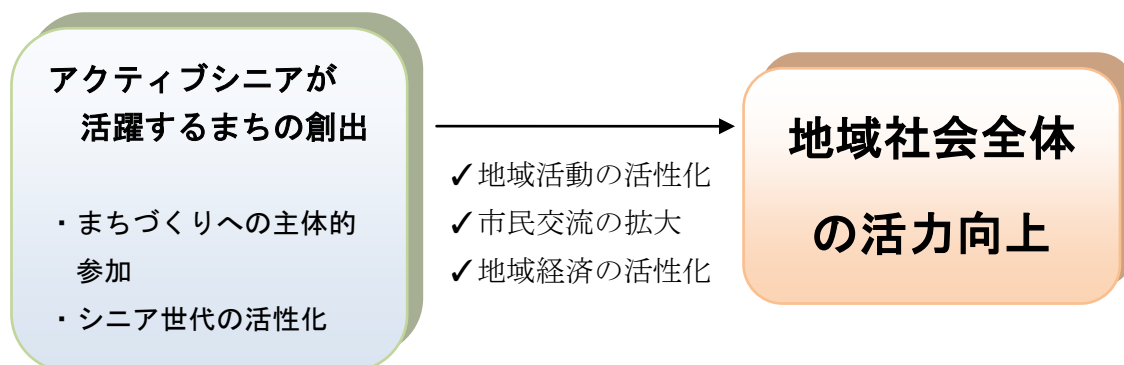 アクティブシニアが
活躍するまちの創出
・まちづくりへの主体的
参加
・シニア世代の活性化
✓地域活動の活性化
✓市民交流の拡大
✓地域経済の活性化
地域社会全体
の活力向上